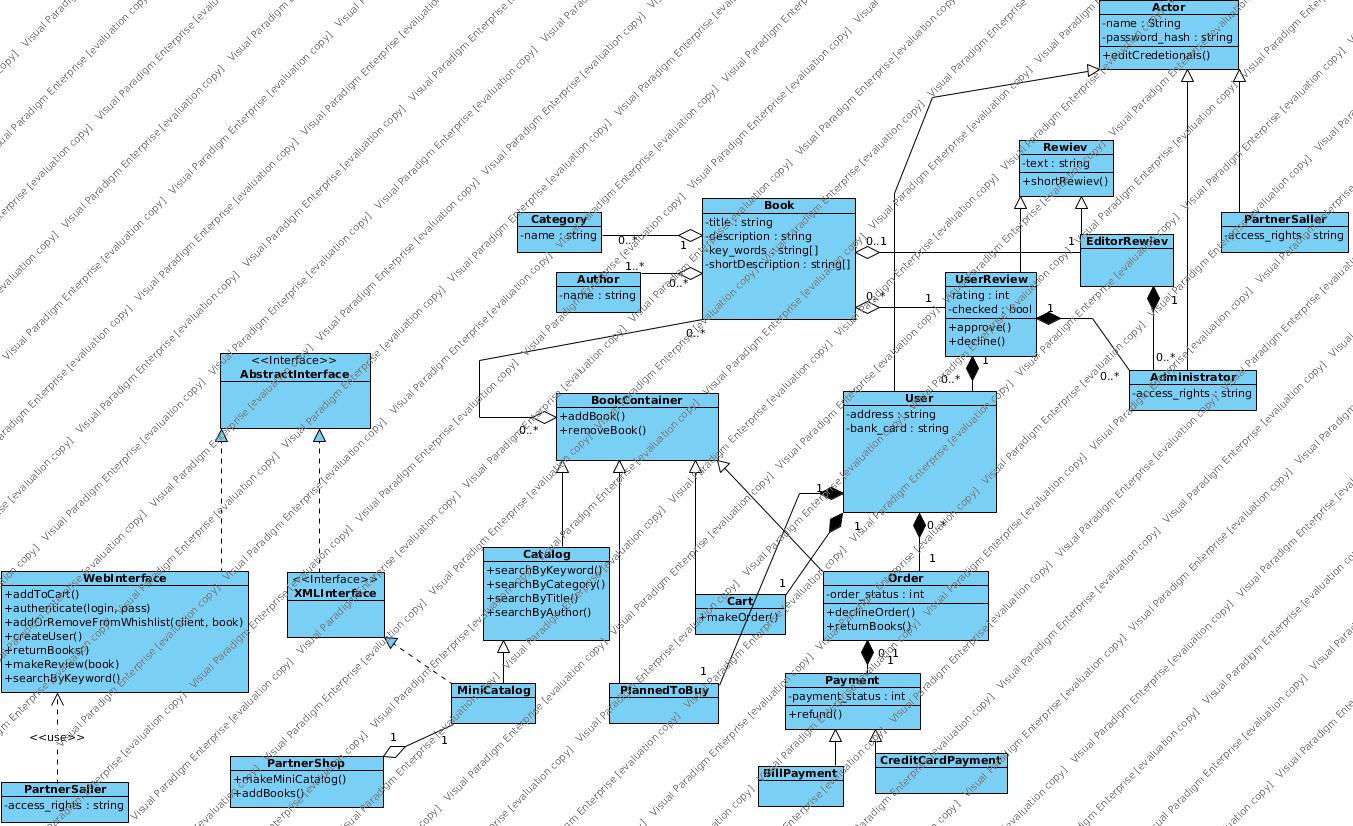 Actor
-name : String
-password_hash : string
+editCredetionals()
Rewiev
-text : string
+shortRewiev()
PartnerSaller
-access_rights : string
Category
-name : string
0..*
1
Book
-title : string
-description : string
-key_words : string[]
-shortDescription : string[]
0..1
1
EditorRewiev
1
0..*
Author
-name : string
1..*
0..*
0..*
1
UserReview
-rating : int
-checked : bool
+approve()
+decline()
1
0..*
1
0..*
Administrator
-access_rights : string
<<Interface>>
AbstractInterface
0..*
0..*
BookContainer
+addBook()
+removeBook()
User
-address : string
-bank_card : string
1
1
0..*
1
WebInterface
+addToCart()
+authenticate(login, pass)
+addOrRemoveFromWhishlist(client, book)
+createUser()
+returnBooks()
+makeReview(book)
+searchByKeyword()
<<Interface>>
XMLInterface
Catalog
+searchByKeyword()
+searchByCategory()
+searchByTitle()
+searchByAuthor()
1
Cart
+makeOrder()
Order
-order_status : int
+declineOrder()
+returnBooks()
0..1
1
MiniCatalog
1
PlannedToBuy
Payment
-payment_status : int
+refund()
<<use>>
1
1
PartnerShop
+makeMiniCatalog()
+addBooks()
BillPayment
CreditCardPayment
PartnerSaller
-access_rights : string
Visual Paradigm Enterprise [evaluation copy]